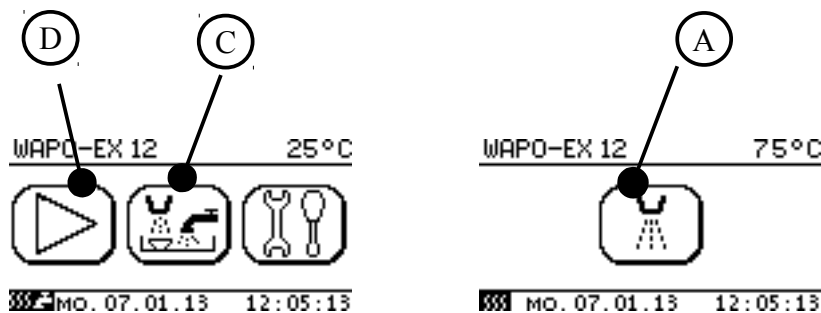 D
C
A
WAPO-EX 12 25°C
MO. 07.01.13 12:05:13
WAPO-EX 12 75°C
MO. 07.01.13 12:05:13